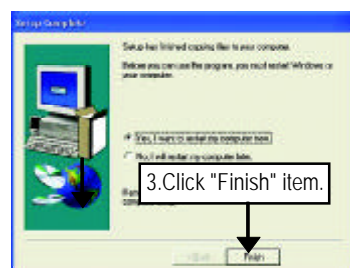 Setup Complete
Setup has finished copying files to your computer.
Before you can use the program, you must restart Windows or
your computer.
Yes, I want to restart my computer now.
No, I will restart my computer later.
3.Click "Finish" item.
Finish